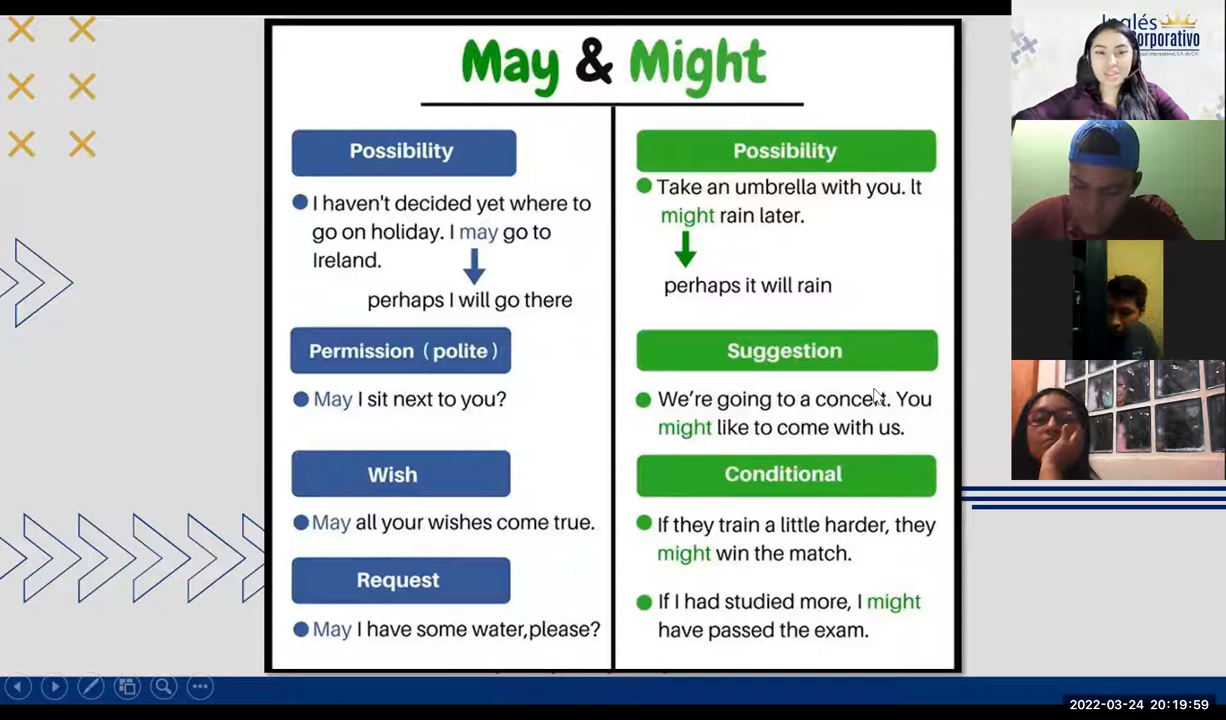 May & Might
Possibility
I haven't decided yet where to
go on holiday. I may go to
Ireland.
perhaps I will go there
Permission (polite)
May I sit next to you?
Wish
May all your wishes come true.
Request
May I have some water,please?
Possibility
Take an umbrella with you. It
might rain later.
perhaps it will rain
Suggestion
We're going to a concert. You
might like to come with us.
Conditional
If they train a little harder, they
might win the match.
If I had studied more, I might
have passed the exam.
Inglés
orporativo
2022-03-24 20:19:59